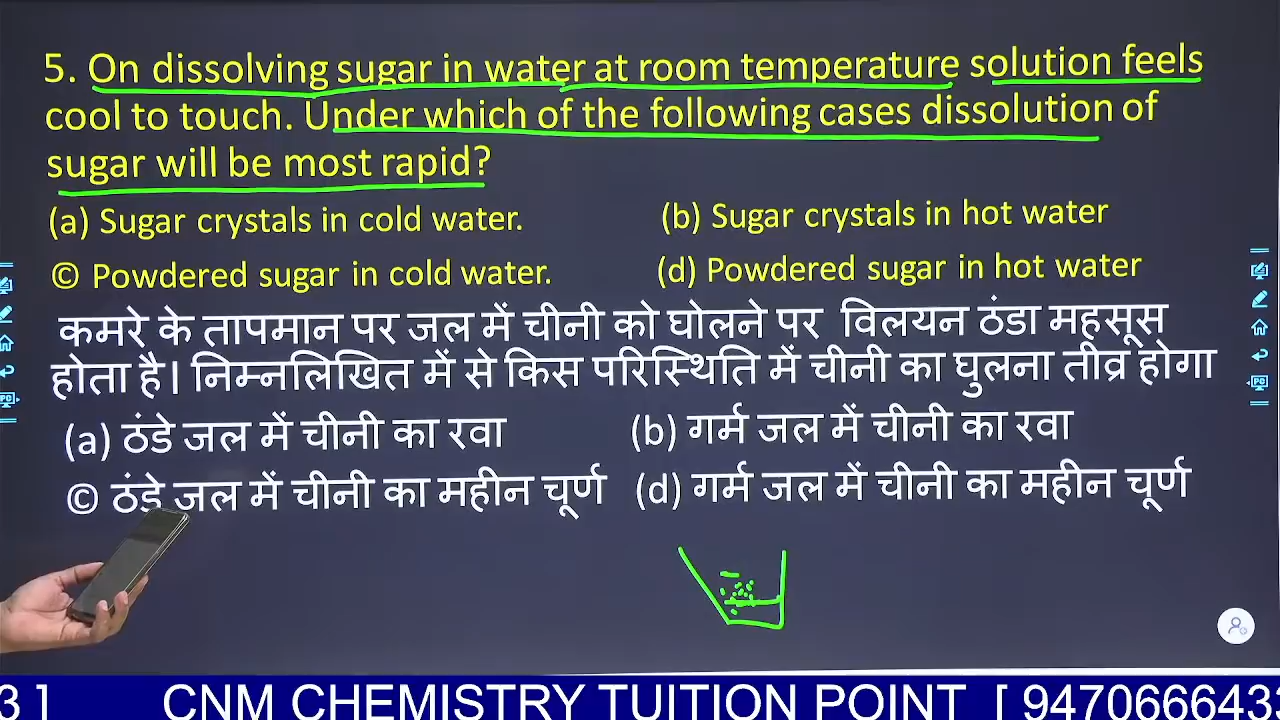 5. On dissolving sugar in water at room temperature solution feels
cool to touch. Under which of the following cases dissolution of
sugar will be most rapid?
(a) Sugar crystals in cold water. (b) Sugar crystals in hot water
© Powdered sugar in cold water. (d) Powdered sugar in hot water
कमरे के तापमान पर जल में चीनी को घोलने पर विलयन ठंडा महसूस
होता है। निम्नलिखित में से किस परिस्थिति में चीनी का घुलना तीव्र होगा
(a) ठंडे जल में चीनी का रवा (b) गर्म जल में चीनी का रवा
© ठंडे जल में चीनी का महीन चूर्ण (d) गर्म जल में चीनी का महीन चूर्ण
3 ] CNM CHEMISTRY TUITION POINT [ 947066643